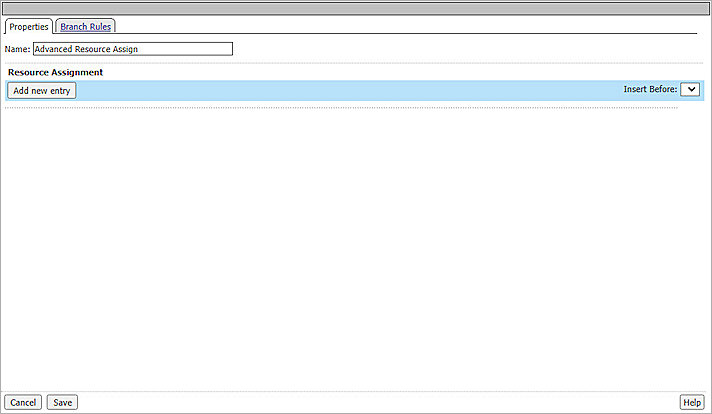 Properties Branch Rules
Name: Advanced Resource Assign
Resource Assignment
Add new entry Insert Before:
Cancel Save Help